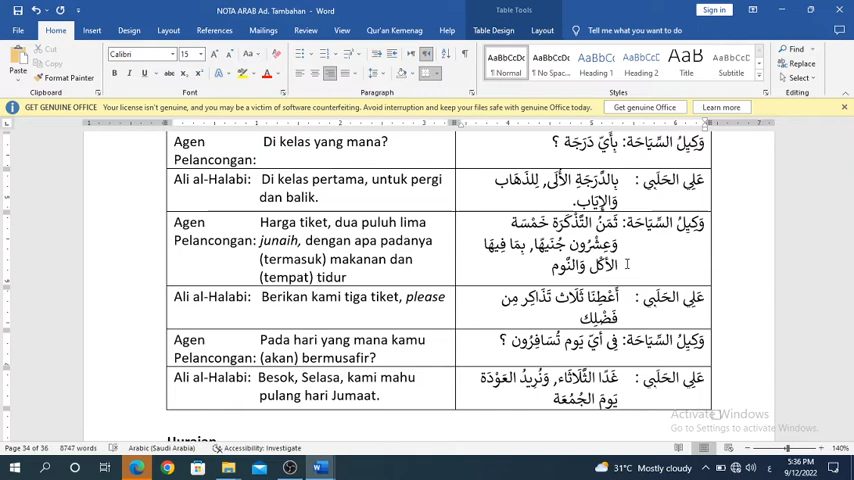 NOTA ARAB Ad. Tambahan - Word
Table Tools
Sign in
File Home Insert Draw Design Layout References Mailings Review View Help Qur'an Kemenag Table Design Layout Tell me what you want to do
Cut
Copy
Format Painter
Paste
Clipboard
Calibri 15
Font
Paragraph
AaBbCcDc AaBbCcDc AaBbCc AaBbCcD AaB AaBbCcD
¶ Normal ¶ No Spac... Heading 1 Heading 2 Title Subtitle
Styles
Find
Replace
Select
Editing
GET GENUINE OFFICE Your license isn't genuine, and you may be a victim of software counterfeiting. Avoid interruption and keep your files safe with genuine Office today. Get genuine Office Learn more
Agen Di kelas yang mana?
Pelancongan:
وَكِيلُ السِّيَاحَة: بِأَيّ دَرَجَة ؟
Ali al-Halabi: Di kelas pertama, untuk pergi
dan balik.
عَلِي الحَلَبي : بِالدَّرَجَةِ الأُلَى, لِلذَهَاب
وَالإِيَاب.
Agen Harga tiket, dua puluh lima
Pelancongan: junaih, dengan apa padanya
(termasuk) makanan dan
(tempat) tidur
وَكِيلُ السِّيَاحَة: ثَمَنُ التَّذْكَرَة خَمْسَة
وَعِشْرُون جُنَيهًا, بِمَا فِيهَا
الأكْل وَالنَّوم
Ali al-Halabi: Berikan kami tiga tiket, please
عَلِي الحَلَبي : أَعْطِنَا ثَلَاث تَذَاكِر مِن
فَضْلِك
Agen Pada hari yang mana kamu
Pelancongan: (akan) bermusafir?
وَكِيلُ السِّيَاحَة: فِى أَيّ يَوم تُسَافِرُون ؟
Ali al-Halabi: Besok, Selasa, kami mahu
pulang hari Jumaat.
عَلِي الحَلَبي : غَدًا الثَّلَاثَاء, وَنُرِيدُ العَوْدَة
يَومَ الجُمُعَة
Huraian
Activate Windows
Go to Settings to activate Windows.
Page 34 of 36 8747 words Arabic (Saudi Arabia) Accessibility: Investigate 140%
31°C Mostly cloudy 5:36 PM
9/12/2022